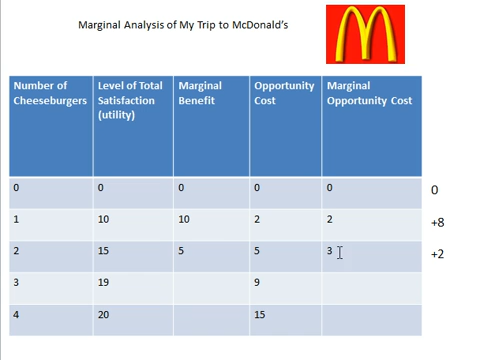 Marginal Analysis of My Trip to McDonald's
Number of Cheeseburgers
Level of Total Satisfaction (utility)
Marginal Benefit
Opportunity Cost
Marginal Opportunity Cost
0 0 0 0 0 0
1 10 10 2 2 +8
2 15 5 5 3 +2
3 19 9
4 20 15